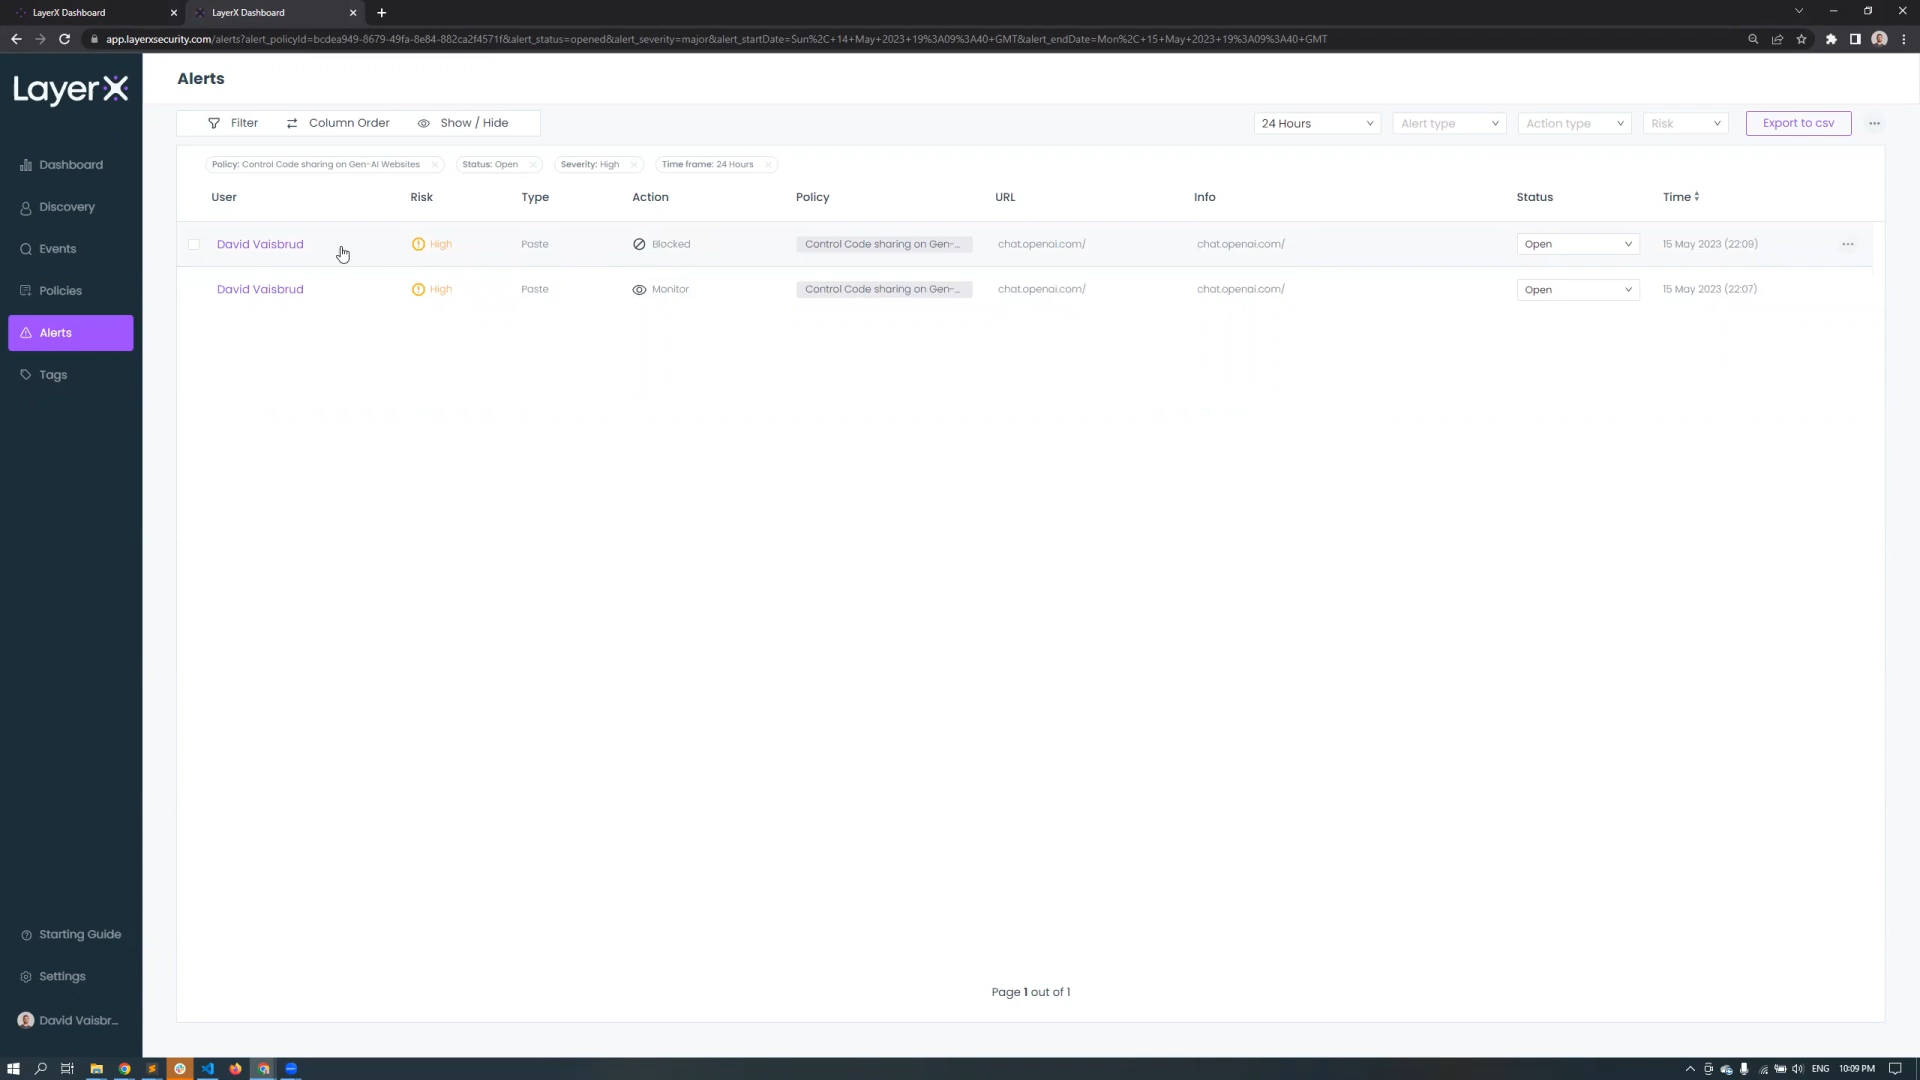 LayerX Dashboard
LayerX Dashboard
app.layerxsecurity.com/alerts?alert_policyId=bcdea949-8679-49fa-8e84-882ca2f4571f&alert_status=opened&alert_severity=major&alert_startDate=Sun%2C+14+May+2023+19%3A09%3A40+GMT&alert_endDate=Mon%2C+15+May+2023+19%3A09%3A40+GMT
LayerX
Alerts
Filter Column Order Show / Hide
24 Hours Alert type Action type Risk Export to csv
Policy: Control Code sharing on Gen-AI Websites Status: Open Severity: High Time frame: 24 Hours
User Risk Type Action Policy URL Info Status Time
David Vaisbrud High Paste Blocked Control Code sharing on Gen-... chat.openai.com/ chat.openai.com/ Open 15 May 2023 (22:09)
David Vaisbrud High Paste Monitor Control Code sharing on Gen-... chat.openai.com/ chat.openai.com/ Open 15 May 2023 (22:07)
Dashboard
Discovery
Events
Policies
Alerts
Tags
Starting Guide
Settings
David Vaisbr...
Page 1 out of 1
ENG 10:09 PM